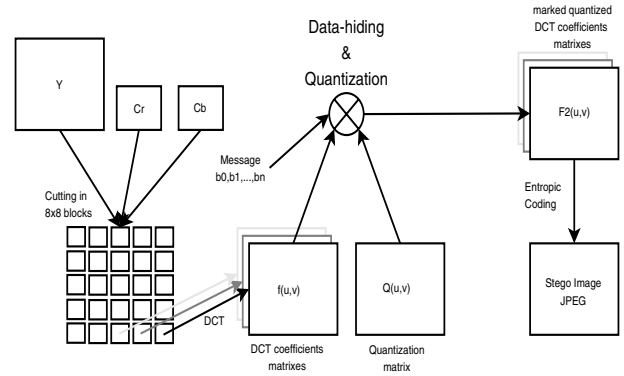 marked quantized
DCT coefficients
matrixes
Data-hiding
&
Quantization
Y
Cr
Cb
F2(u,v)
Message
b0,b1,...,bn
Cutting in
8x8 blocks
Entropic
Coding
f(u,v)
Q(u,v)
Stego Image
JPEG
DCT
DCT coefficients
matrixes
Quantization
matrix